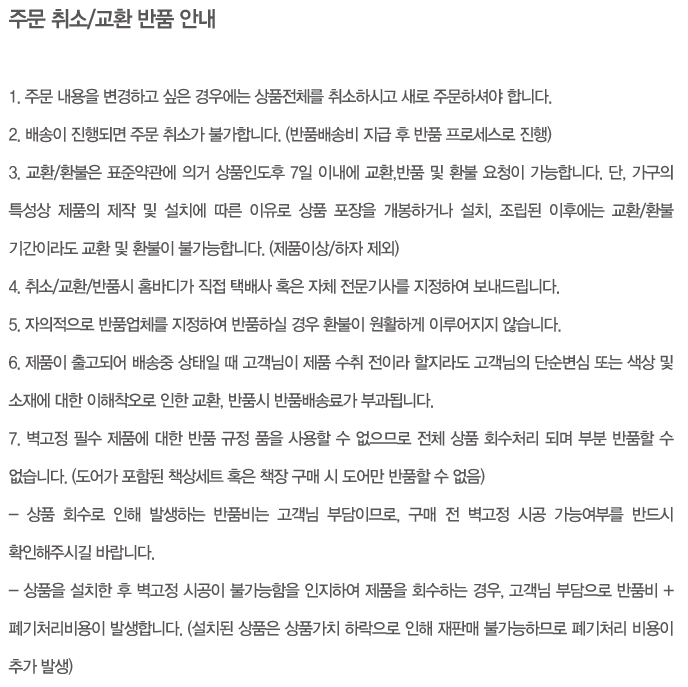 주문 취소/교환 반품 안내
1. 주문 내용을 변경하고 싶은 경우에는 상품전체를 취소하시고 새로 주문하셔야 합니다.
2. 배송이 진행되면 주문 취소가 불가합니다. (반품배송비 지급 후 반품 프로세스로 진행)
3. 교환/환불은 표준약관에 의거 상품인도후 7일 이내에 교환,반품 및 환불 요청이 가능합니다. 단, 가구의
특성상 제품의 제작 및 설치에 따른 이유로 상품 포장을 개봉하거나 설치, 조립된 이후에는 교환/환불
기간이라도 교환 및 환불이 불가능합니다. (제품이상/하자 제외)
4. 취소/교환/반품시 홈바디가 직접 택배사 혹은 자체 전문기사를 지정하여 보내드립니다.
5. 자의적으로 반품업체를 지정하여 반품하실 경우 환불이 원활하게 이루어지지 않습니다.
6. 제품이 출고되어 배송중 상태일 때 고객님이 제품 수취 전이라 할지라도 고객님의 단순변심 또는 색상 및
소재에 대한 이해착오로 인한 교환, 반품시 반품배송료가 부과됩니다.
7. 벽고정 필수 제품에 대한 반품 규정 품을 사용할 수 없으므로 전체 상품 회수처리 되며 부분 반품할 수
없습니다. (도어가 포함된 책상세트 혹은 책장 구매 시 도어만 반품할 수 없음)
- 상품 회수로 인해 발생하는 반품비는 고객님 부담이므로, 구매 전 벽고정 시공 가능여부를 반드시
확인해주시길 바랍니다.
- 상품을 설치한 후 벽고정 시공이 불가능함을 인지하여 제품을 회수하는 경우, 고객님 부담으로 반품비 +
폐기처리비용이 발생합니다. (설치된 상품은 상품가치 하락으로 인해 재판매 불가능하므로 폐기처리 비용이
추가 발생)